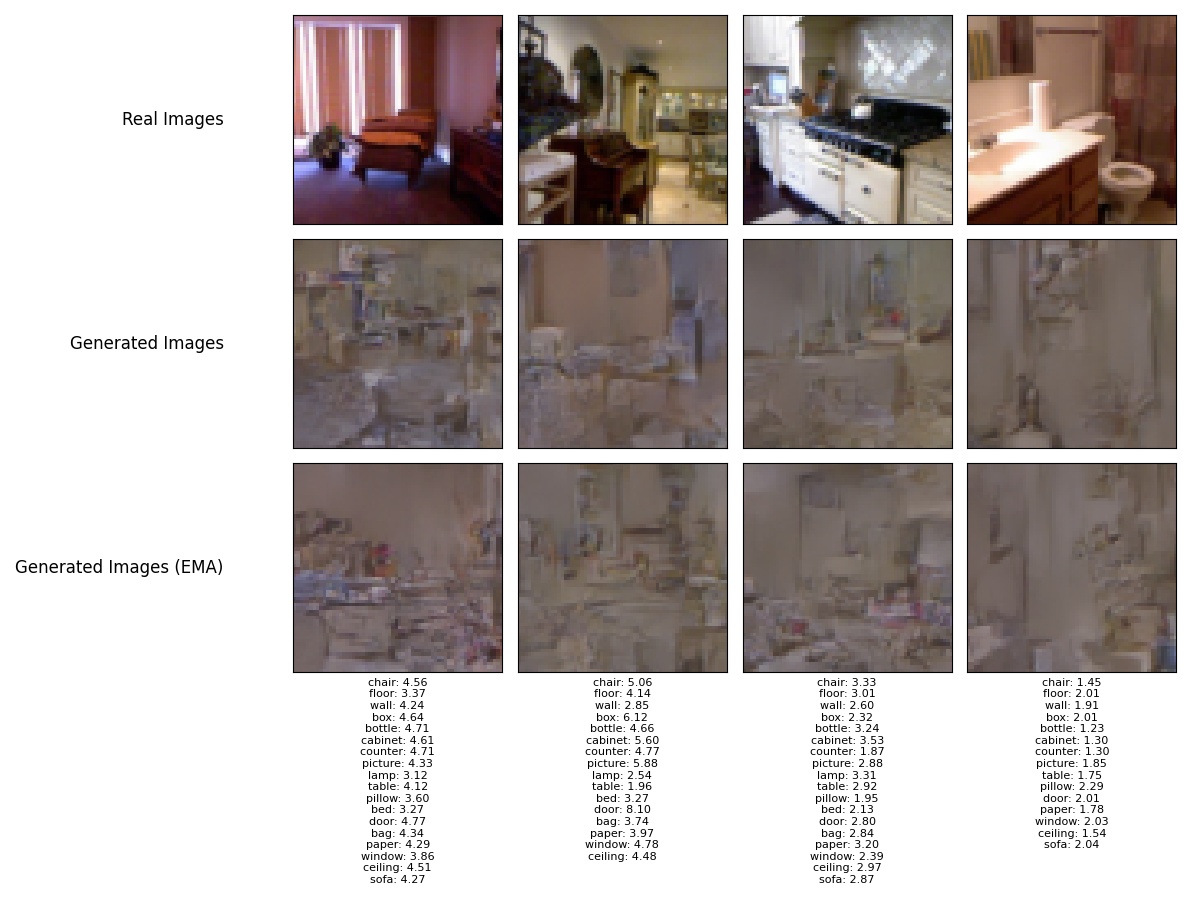 Real Images
Generated Images
Generated Images (EMA)
chair: 4.56
floor: 3.37
wall: 4.24
box: 4.64
bottle: 4.71
cabinet: 4.61
counter: 4.71
picture: 4.33
lamp: 3.12
table: 4.12
pillow: 3.60
bed: 3.27
door: 4.77
bag: 4.34
paper: 4.29
window: 3.86
ceiling: 4.51
sofa: 4.27
chair: 5.06
floor: 4.14
wall: 2.85
box: 6.12
bottle: 4.66
cabinet: 5.60
counter: 4.77
picture: 5.88
lamp: 2.54
table: 1.96
bed: 3.27
door: 8.10
bag: 3.74
paper: 3.97
window: 4.78
ceiling: 4.48
chair: 3.33
floor: 3.01
wall: 2.60
box: 2.32
bottle: 3.24
cabinet: 3.53
counter: 1.87
picture: 2.88
lamp: 3.31
table: 2.92
pillow: 1.95
bed: 2.13
door: 2.80
bag: 2.84
paper: 3.20
window: 2.39
ceiling: 2.97
sofa: 2.87
chair: 1.45
floor: 2.01
wall: 1.91
box: 2.01
bottle: 1.23
cabinet: 1.30
counter: 1.30
picture: 1.85
table: 1.75
pillow: 2.29
door: 2.01
paper: 1.78
window: 2.03
ceiling: 1.54
sofa: 2.04